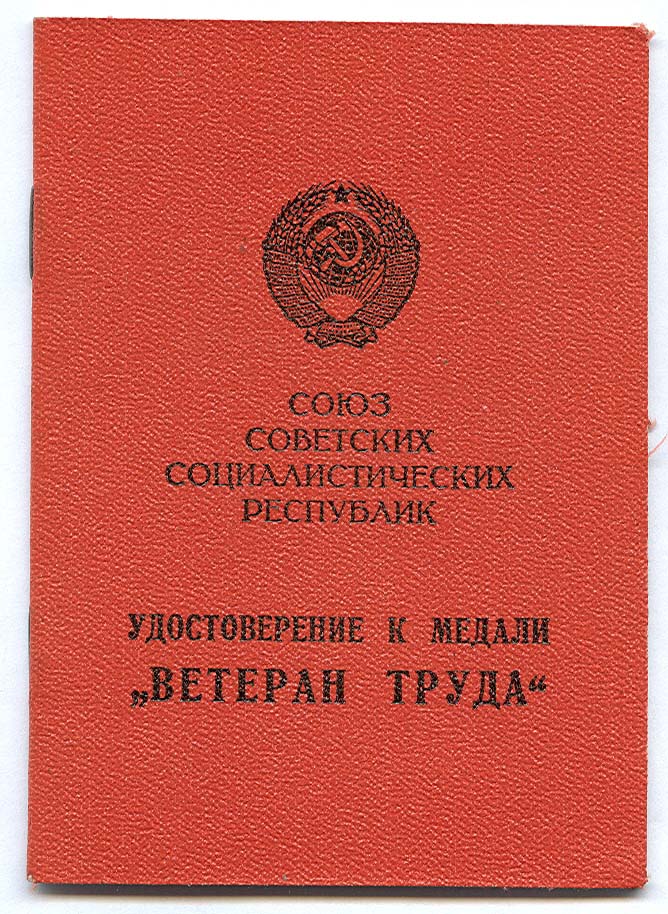 СОЮЗ
СОВЕТСКИХ
СОЦИАЛИСТИЧЕСКИХ
РЕСПУБЛИК
УДОСТОВЕРЕНИЕ К МЕДАЛИ
„ВЕТЕРАН ТРУДА“